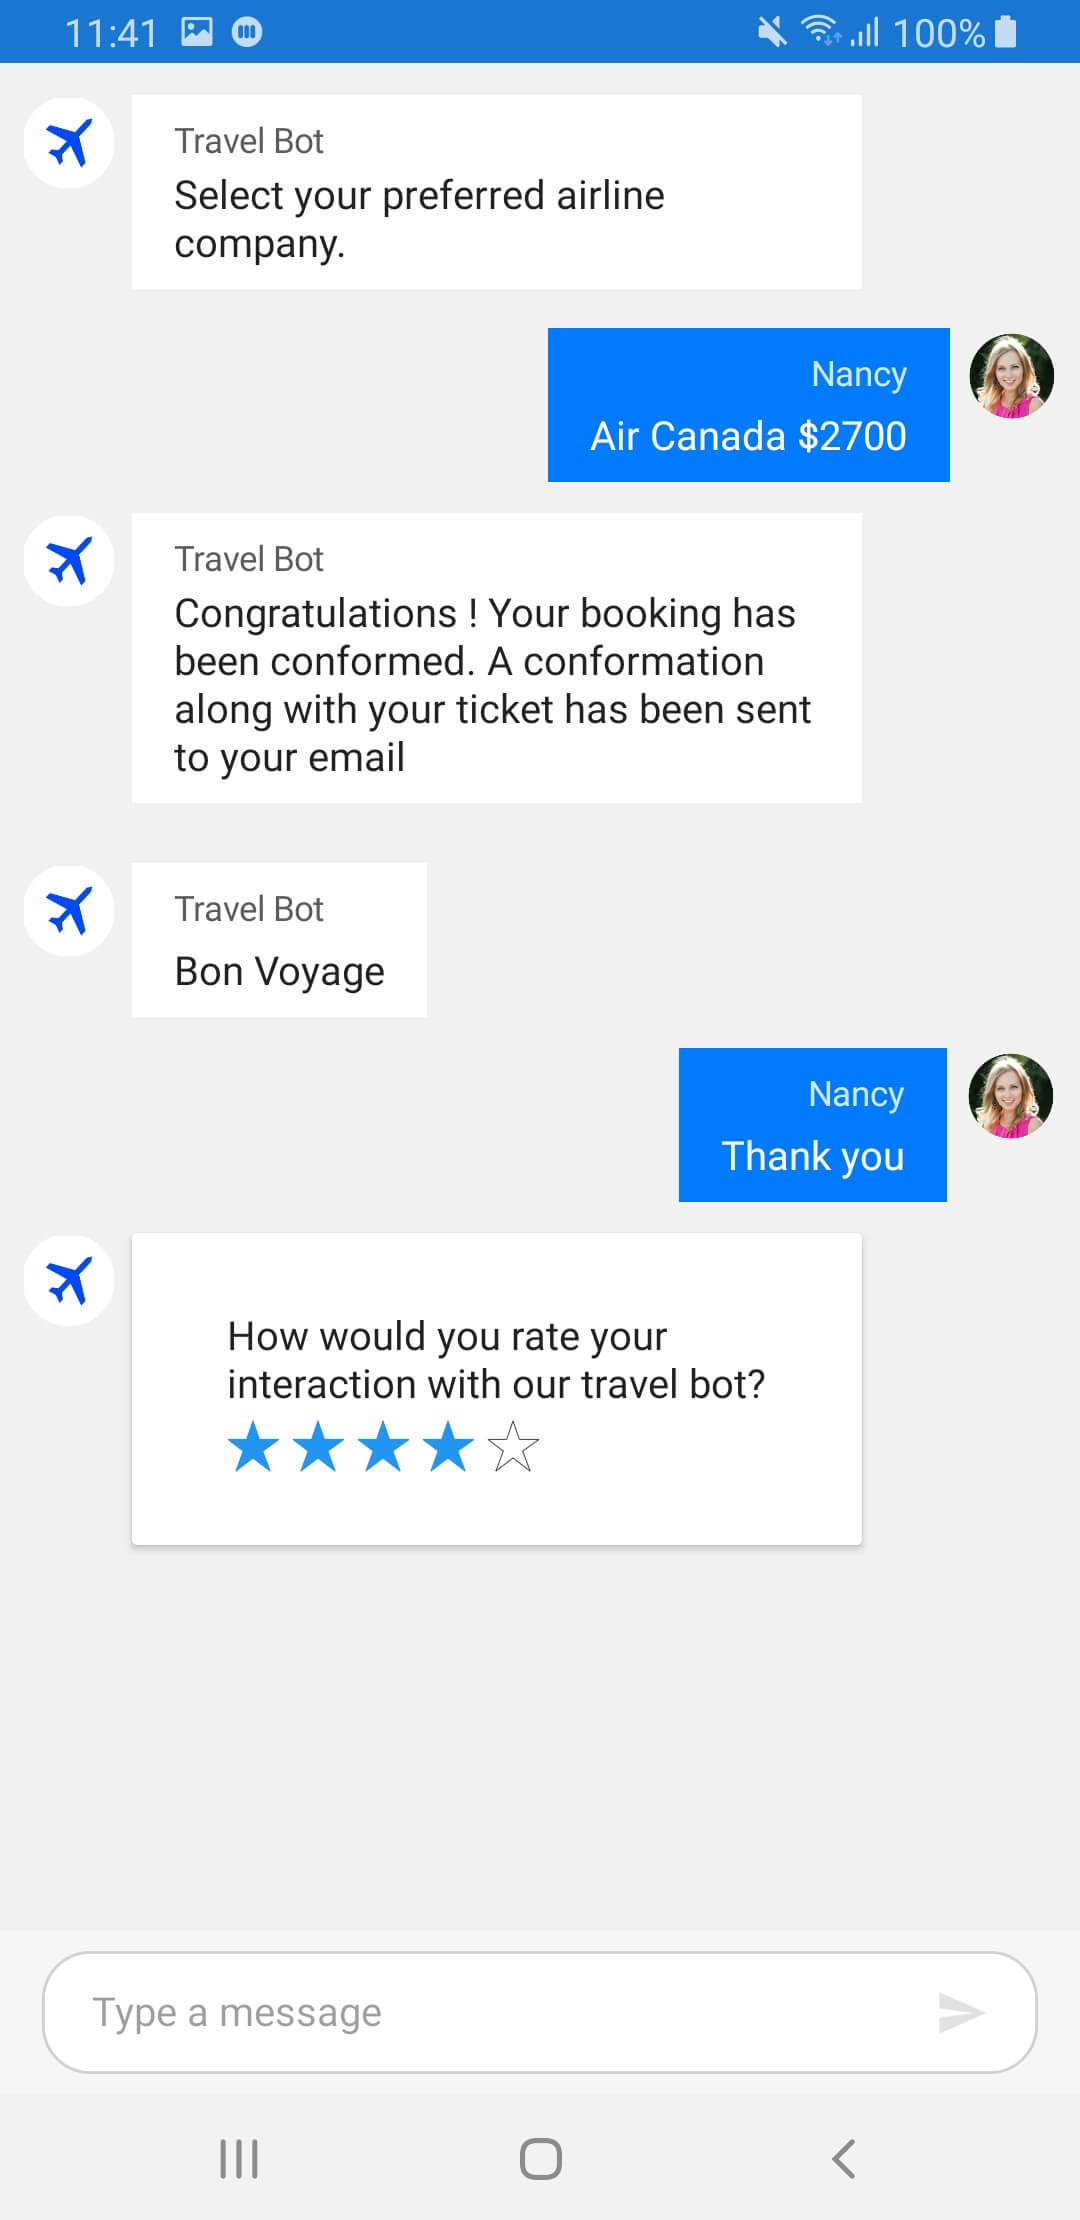 11:41
100%
Travel Bot
Select your preferred airline
company.
Nancy
Air Canada $2700
Travel Bot
Congratulations ! Your booking has
been conformed. A conformation
along with your ticket has been sent
to your email
Travel Bot
Bon Voyage
Nancy
Thank you
How would you rate your
interaction with our travel bot?
Type a message